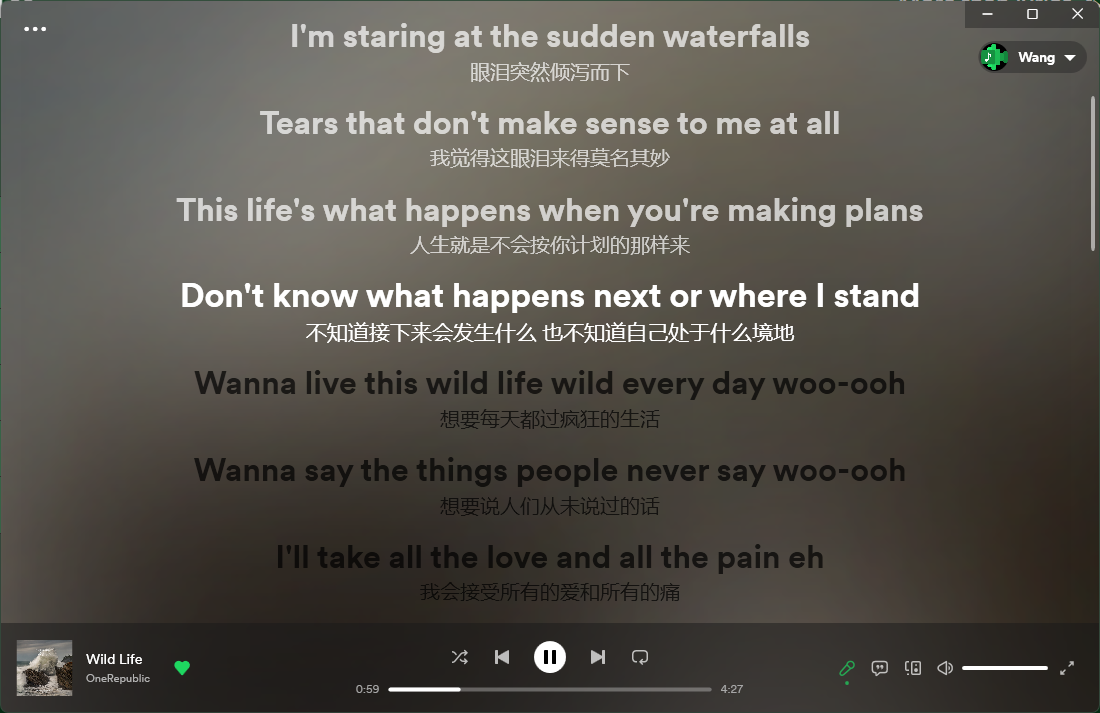 I'm staring at the sudden waterfalls
眼泪突然倾泻而下
Wang
Tears that don't make sense to me at all
我觉得这眼泪来得莫名其妙
This life's what happens when you're making plans
人生就是不会按你计划的那样来
Don't know what happens next or where I stand
不知道接下来会发生什么 也不知道自己处于什么境地
Wanna live this wild life wild every day woo-ooh
想要每天都过疯狂的生活
Wanna say the things people never say woo-ooh
想要说人们从未说过的话
I'll take all the love and all the pain eh
我会接受所有的爱和所有的痛
Wild Life
OneRepublic
0:59
4:27